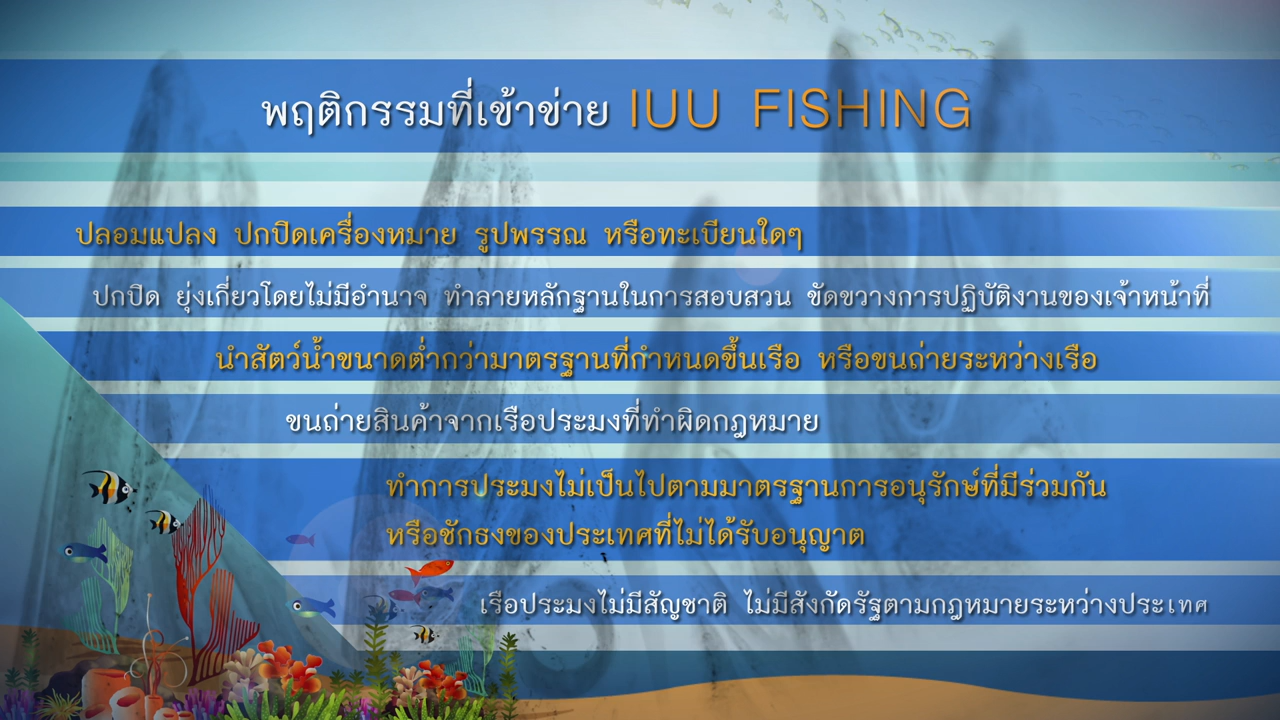 พฤติกรรมที่เข้าข่าย IUU FISHING
ปลอมแปลง ปกปิดเครื่องหมาย รูปพรรณ หรือทะเบียนใดๆ
ปกปิด ยุ่งเกี่ยวโดยไม่มีอำนาจ ทำลายหลักฐานในการสอบสวน ขัดขวางการปฏิบัติงานของเจ้าหน้าที่
นำสัตว์น้ำขนาดต่ำกว่ามาตรฐานที่กำหนดขึ้นเรือ หรือขนถ่ายระหว่างเรือ
ขนถ่ายสินค้าจากเรือประมงที่ทำผิดกฎหมาย
ทำการประมงไม่เป็นไปตามมาตรฐานการอนุรักษ์ที่มีร่วมกัน
หรือชักธงของประเทศที่ไม่ได้รับอนุญาต
เรือประมงไม่มีสัญชาติ ไม่มีสังกัดรัฐตามกฎหมายระหว่างประเทศ